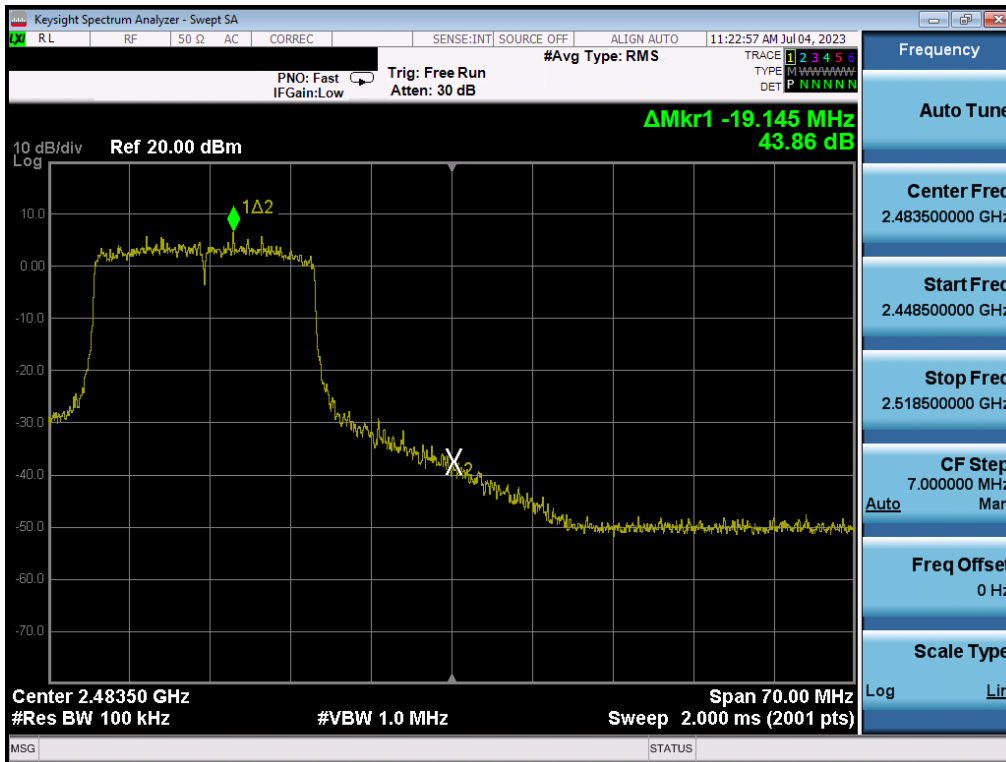 Keysight Spectrum Analyzer - Swept SA
LXI RL RF 50 Ω AC CORREC SENSE:INT SOURCE OFF ALIGN AUTO 11:22:57 AM Jul 04, 2023
#Avg Type: RMS
TRACE 1 2 3 4 5 6
PNO: Fast Trig: Free Run TYPE M WWWWW
IFGain:Low Atten: 30 dB DET P N N N N N
ΔMkr1 -19.145 MHz
43.86 dB
10 dB/div Ref 20.00 dBm
Log
1Δ2
10.0
0.00
-10.0
-20.0
-30.0
-40.0
X2
-50.0
-60.0
-70.0
Center 2.48350 GHz Span 70.00 MHz
#Res BW 100 kHz #VBW 1.0 MHz Sweep 2.000 ms (2001 pts)
MSG STATUS
Frequency
Auto Tune
Center Freq
2.483500000 GHz
Start Freq
2.448500000 GHz
Stop Freq
2.518500000 GHz
CF Step
7.000000 MHz
Auto Man
Freq Offset
0 Hz
Scale Type
Log Lin